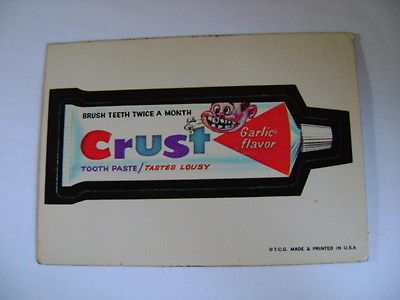 BRUSH TEETH TWICE A MONTH
Crust
Garlic
flavor
TOOTH PASTE/TASTES LOUSY
© T.C.G. MADE & PRINTED IN U.S.A